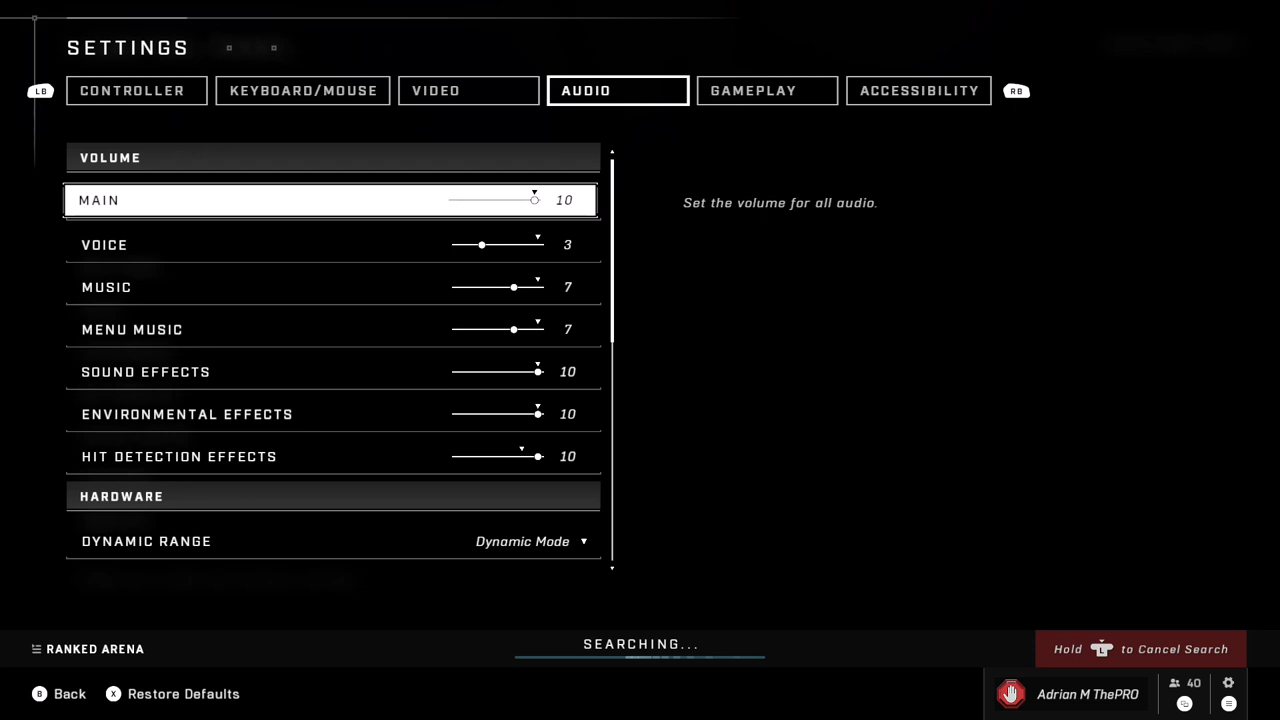 SETTINGS
LB CONTROLLER KEYBOARD/MOUSE VIDEO AUDIO GAMEPLAY ACCESSIBILITY RB
VOLUME
MAIN 10
Set the volume for all audio.
VOICE 3
MUSIC 7
MENU MUSIC 7
SOUND EFFECTS 10
ENVIRONMENTAL EFFECTS 10
HIT DETECTION EFFECTS 10
HARDWARE
DYNAMIC RANGE Dynamic Mode
RANKED ARENA
SEARCHING...
Hold L to Cancel Search
B Back X Restore Defaults
Adrian M ThePRO
40